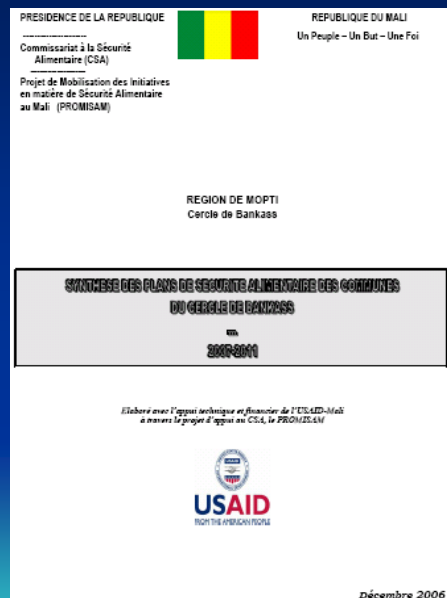 PRESIDENCE DE LA REPUBLIQUE
--------------------
Commissariat à la Sécurité
Alimentaire (CSA)
--------------------
Projet de Mobilisation des Initiatives
en matière de Sécurité Alimentaire
au Mali (PROMISAM)
REPUBLIQUE DU MALI
Un Peuple – Un But – Une Foi
REGION DE MOPTI
Cercle de Bankass
SYNTHESE DES PLANS DE SECURITE ALIMENTAIRE DES COMMUNES
DU CERCLE DE BANKASS
2007-2011
Elaboré avec l'appui technique et financier de l'USAID-Mali
à travers le projet d'appui au CSA, le PROMISAM
USAID
FROM THE AMERICAN PEOPLE
Décembre 2006